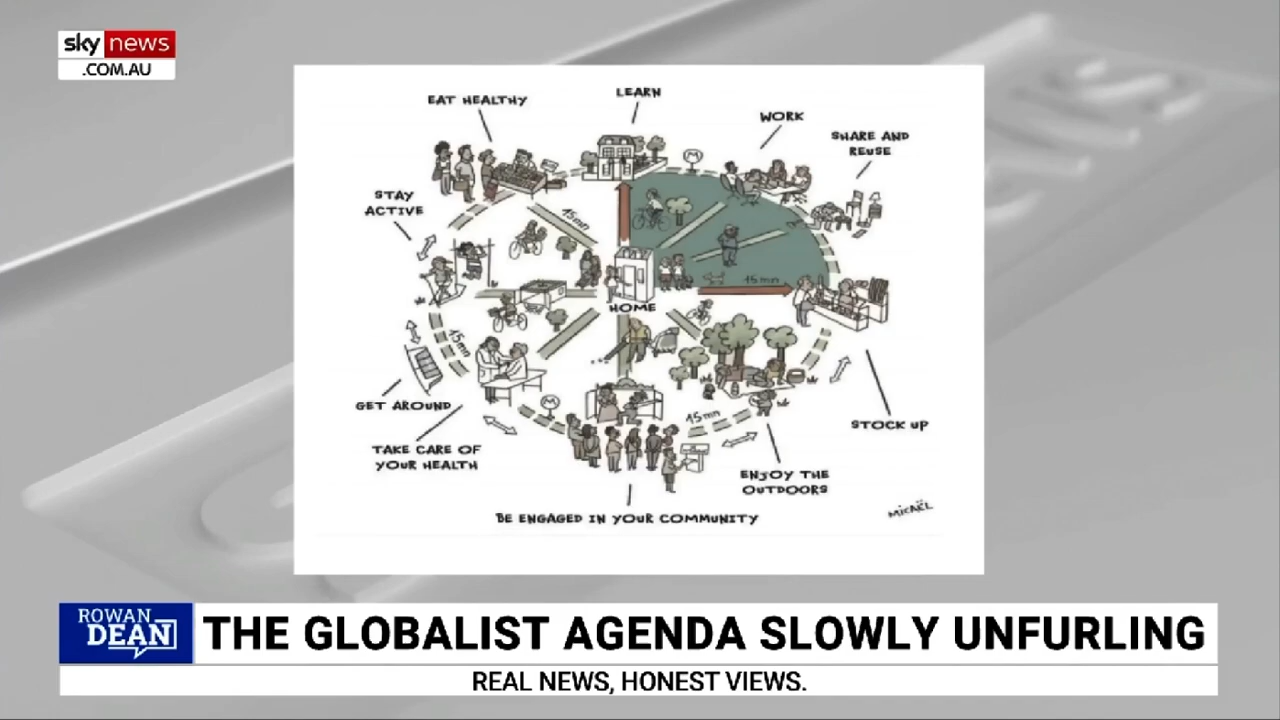 sky news
.COM.AU
LEARN
EAT HEALTHY
WORK
SHARE AND
REUSE
STAY
ACTIVE
15mn
15mn
HOME
15mn
GET AROUND
STOCK UP
15mn
TAKE CARE OF
YOUR HEALTH
ENJOY THE
OUTDOORS
BE ENGAGED IN YOUR COMMUNITY
MICAËL
ROWAN
DEAN
THE GLOBALIST AGENDA SLOWLY UNFURLING
REAL NEWS, HONEST VIEWS.